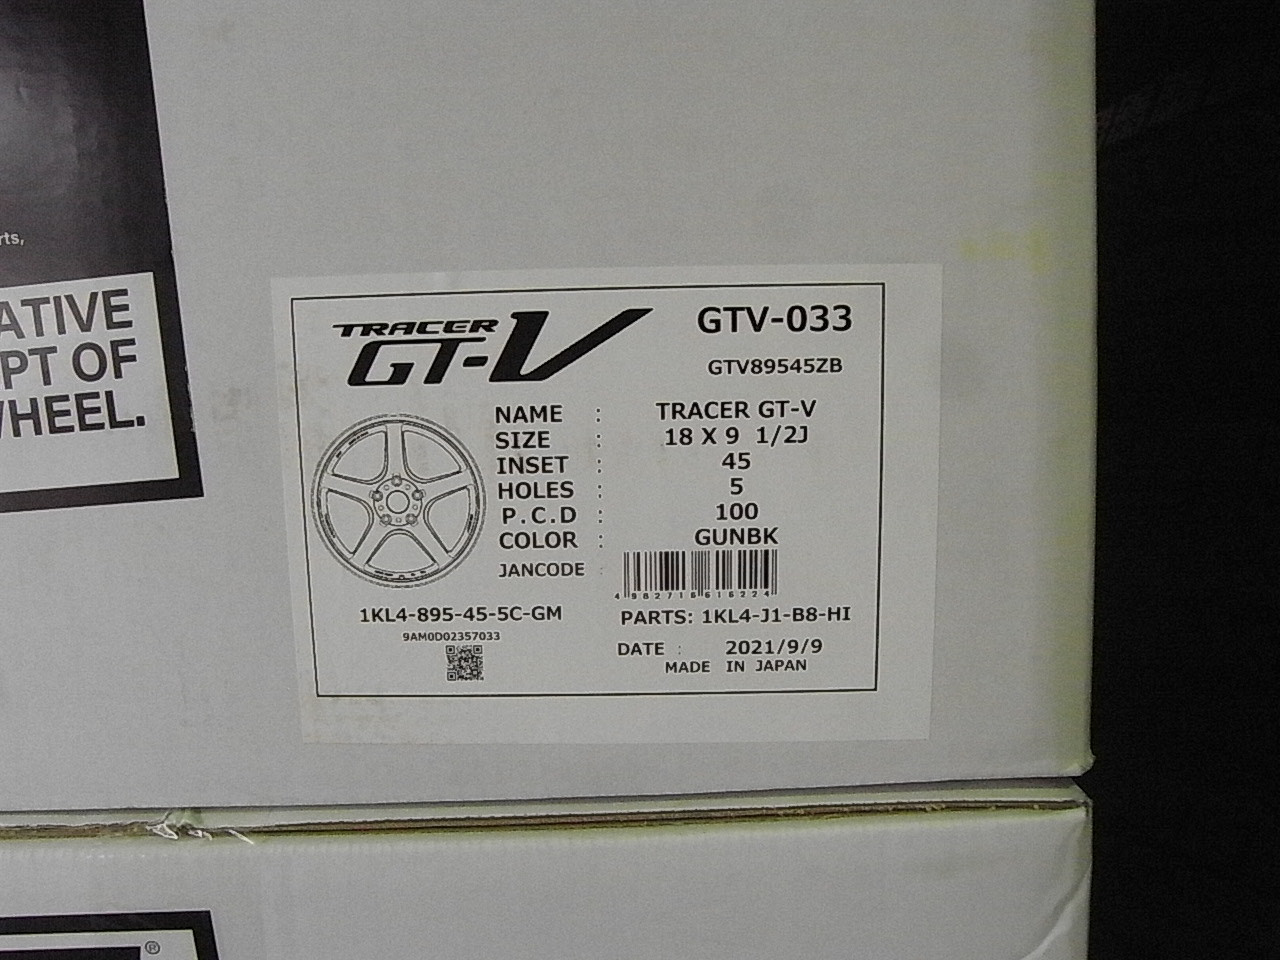 rts,
ATIVE
PT OF
WHEEL.
TRACER
GT-V
GTV-033
GTV89545ZB
NAME : TRACER GT-V
SIZE : 18 X 9 1/2J
INSET : 45
HOLES : 5
P.C.D : 100
COLOR : GUNBK
JANCODE :
4982716616224
1KL4-895-45-5C-GM
PARTS: 1KL4-J1-B8-HI
9AM0D02357033
DATE : 2021/9/9
MADE IN JAPAN
®